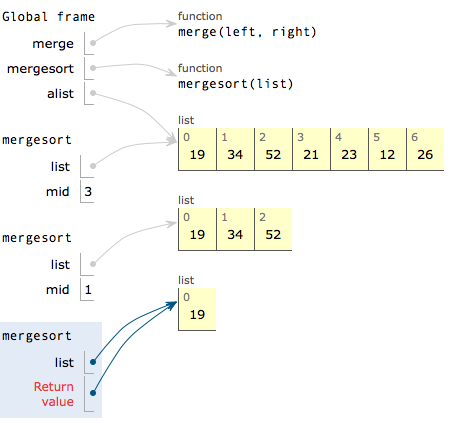 Global frame
function
merge
merge(left, right)
mergesort
function
mergesort(list)
alist
list
0 1 2 3 4 5 6
19 34 52 21 23 12 26
mergesort
list
mid 3
list
0 1 2
19 34 52
mergesort
list
mid 1
list
0
19
mergesort
list
Return
value